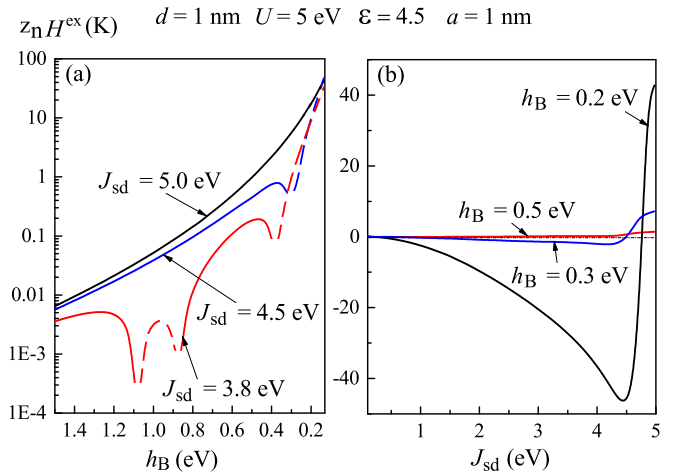 d = 1 nm U = 5 eV ε = 4.5 a = 1 nm
z_n H^ex (K)
(a)
100
10
1
0.1
0.01
1E-3
1E-4
J_sd = 5.0 eV
J_sd = 4.5 eV
J_sd = 3.8 eV
1.4 1.2 1.0 0.8 0.6 0.4 0.2
h_B (eV)
(b)
40
20
0
-20
-40
h_B = 0.2 eV
h_B = 0.5 eV
h_B = 0.3 eV
1 2 3 4 5
J_sd (eV)